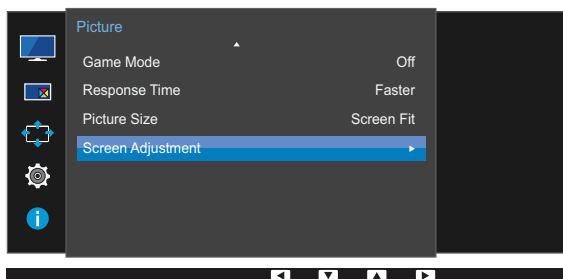 Picture
Game Mode Off
Response Time Faster
Picture Size Screen Fit
Screen Adjustment